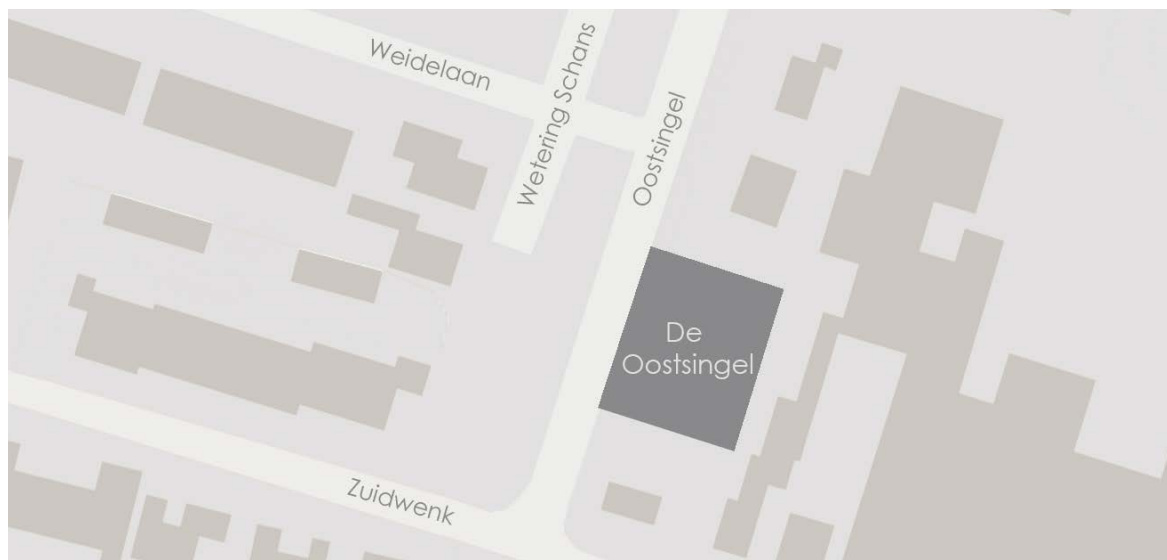 Weidelaan
Wetering Schans
Oostsingel
De
Oostsingel
Zuidwenk